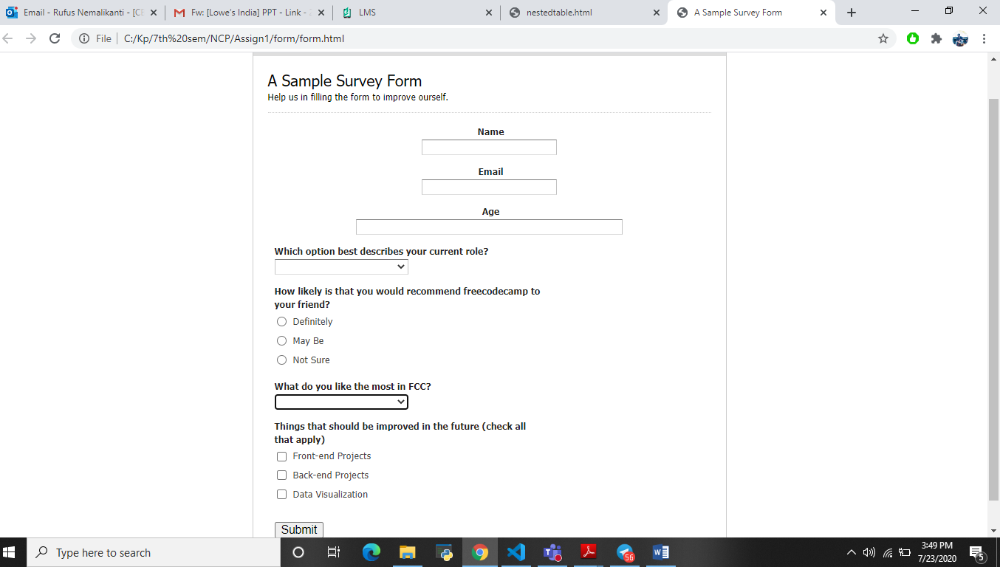 Email - Rufus Nemalikanti - [CE
Fw: [Lowe's India] PPT - Link -
LMS
nestedtable.html
A Sample Survey Form
File
C:/Kp/7th%20sem/NCP/Assign1/form/form.html
A Sample Survey Form
Help us in filling the form to improve ourself.
Name
Email
Age
Which option best describes your current role?
How likely is that you would recommend freecodecamp to
your friend?
Definitely
May Be
Not Sure
What do you like the most in FCC?
Things that should be improved in the future (check all
that apply)
Front-end Projects
Back-end Projects
Data Visualization
Submit
Type here to search
56
3:49 PM
7/23/2020
5